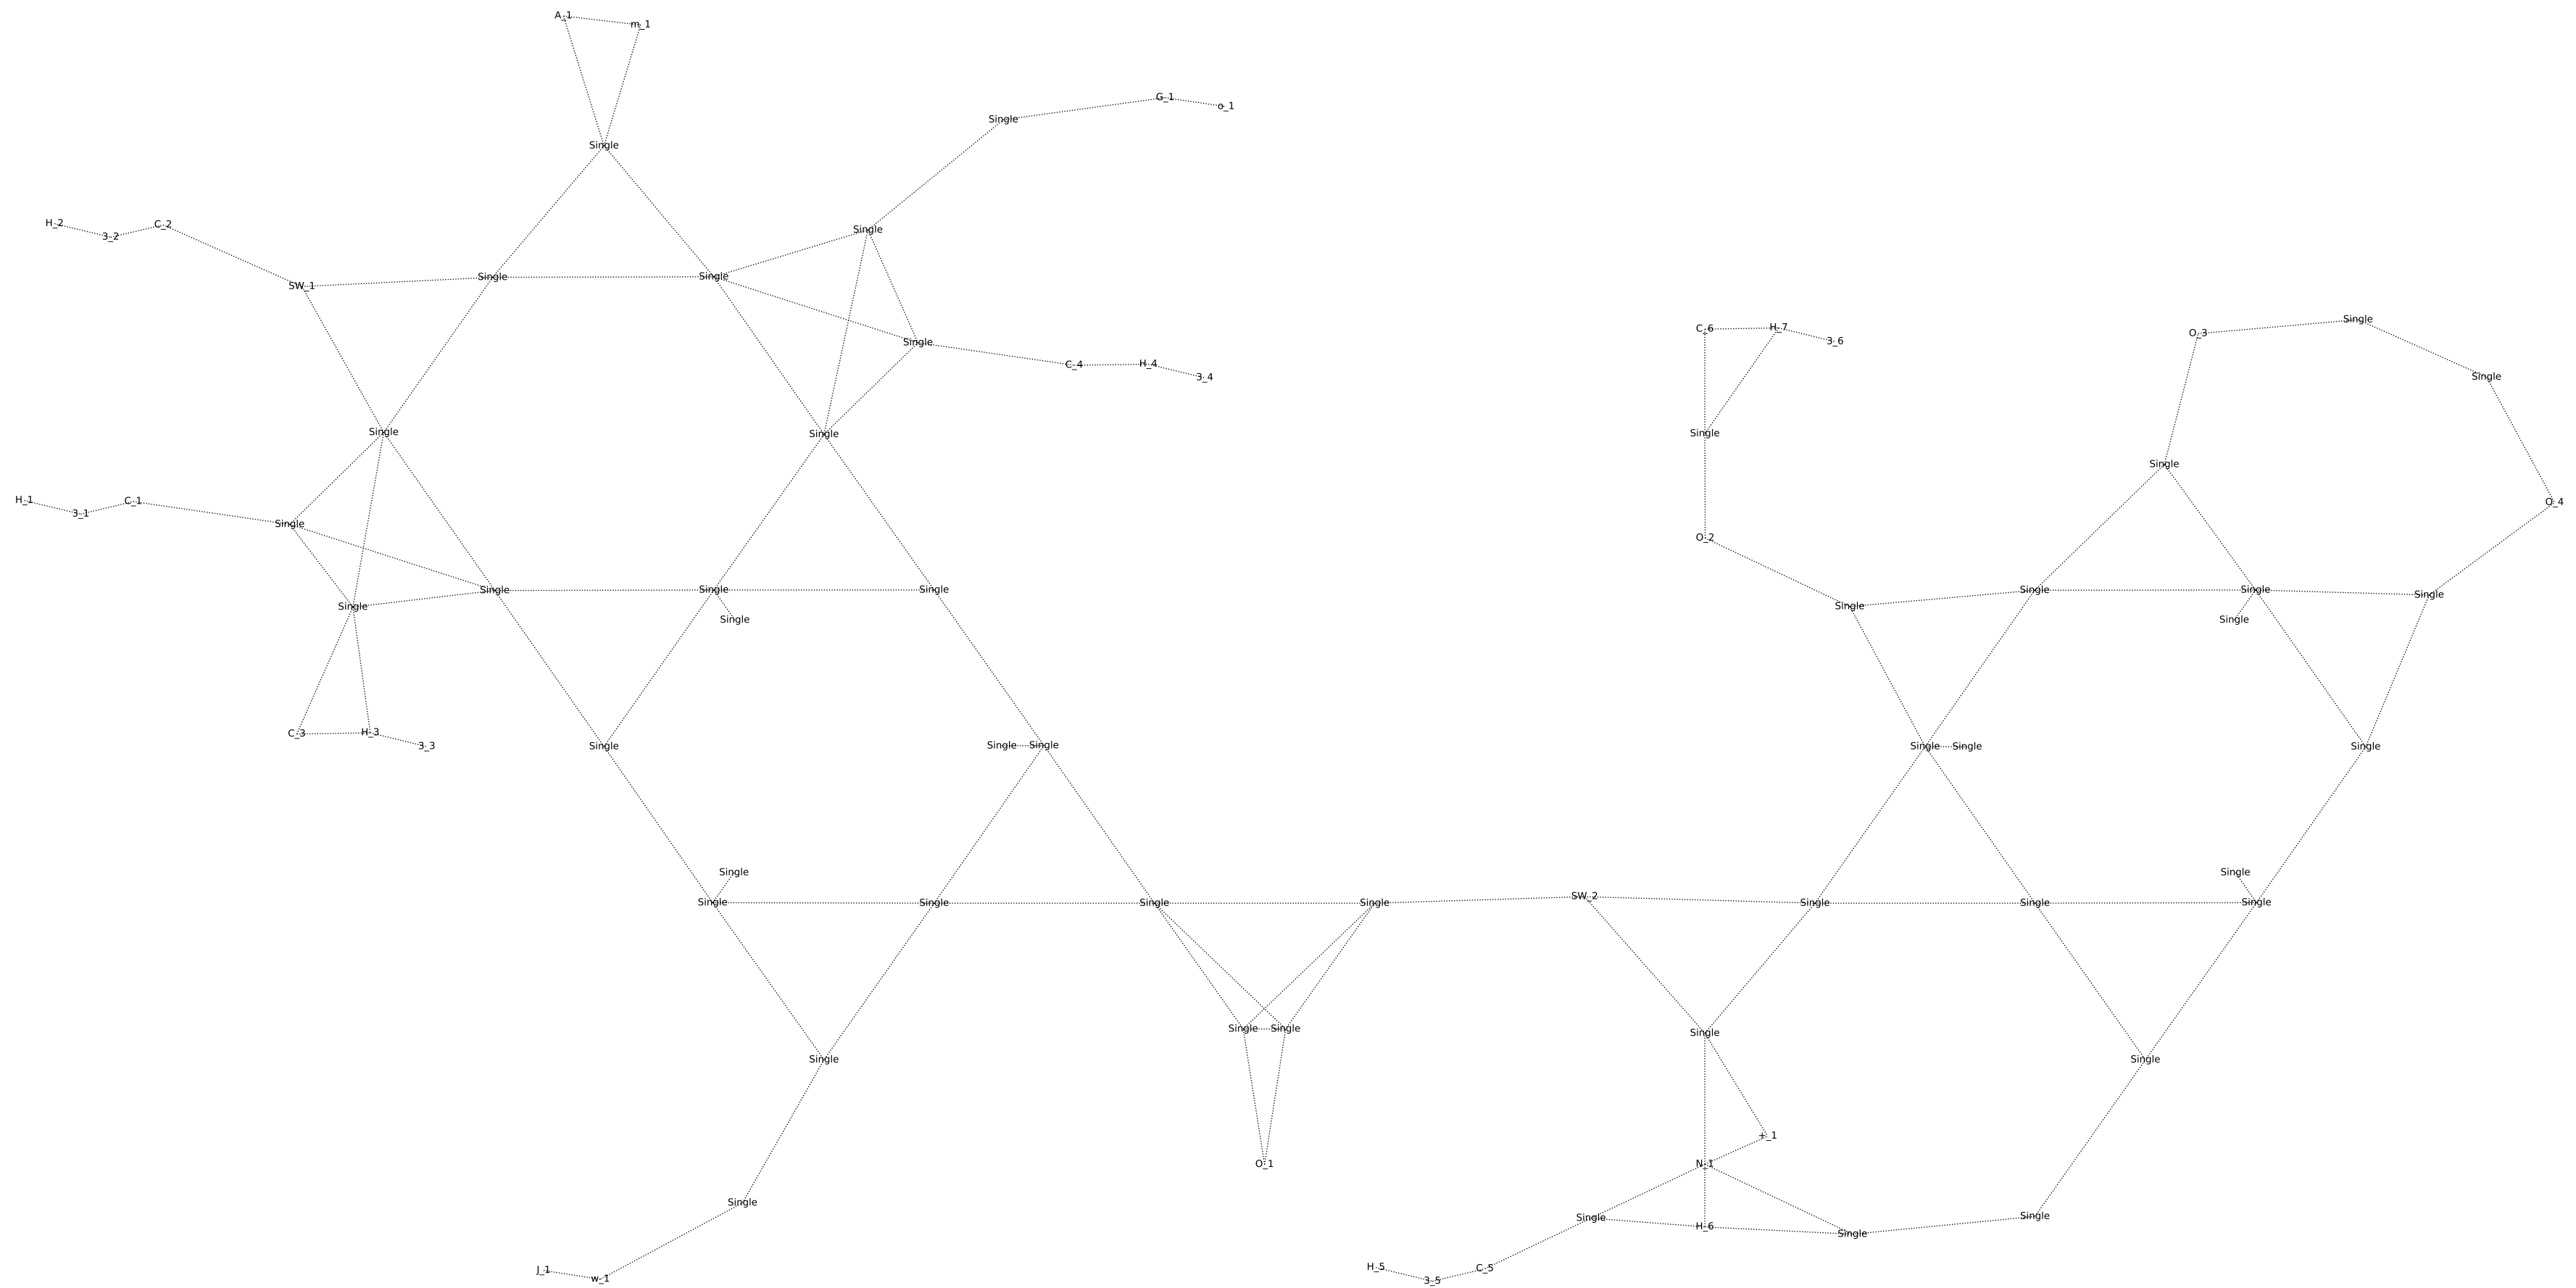 A_1
m_1
G_1
o_1
Single
Single
H_2
C_2
Single
3_2
Single
Single
SW_1
Single
C_6
H_7
O_3
3_6
Single
C_4
H_4
3_4
Single
Single
Single
Single
Single
H_1
C_1
O_4
3_1
Single
O_2
Single
Single
Single
Single
Single
Single
Single
Single
Single
Single
C_3
H_3
3_3
Single
Single
Single
Single
Single
Single
Single
Single
SW_2
Single
Single
Single
Single
Single
Single
Single
Single
Single
Single
Single
Single
+_1
O_1
N_1
Single
Single
Single
H_6
Single
J_1
w_1
H_5
C_5
3_5